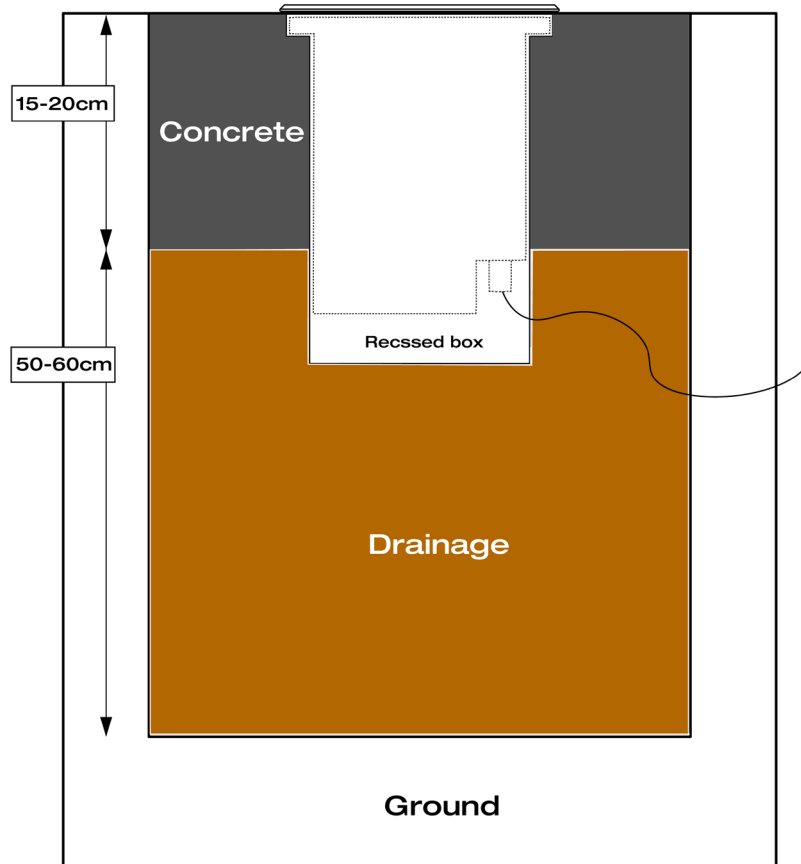 15-20cm
Concrete
Recssed box
50-60cm
Drainage
Ground